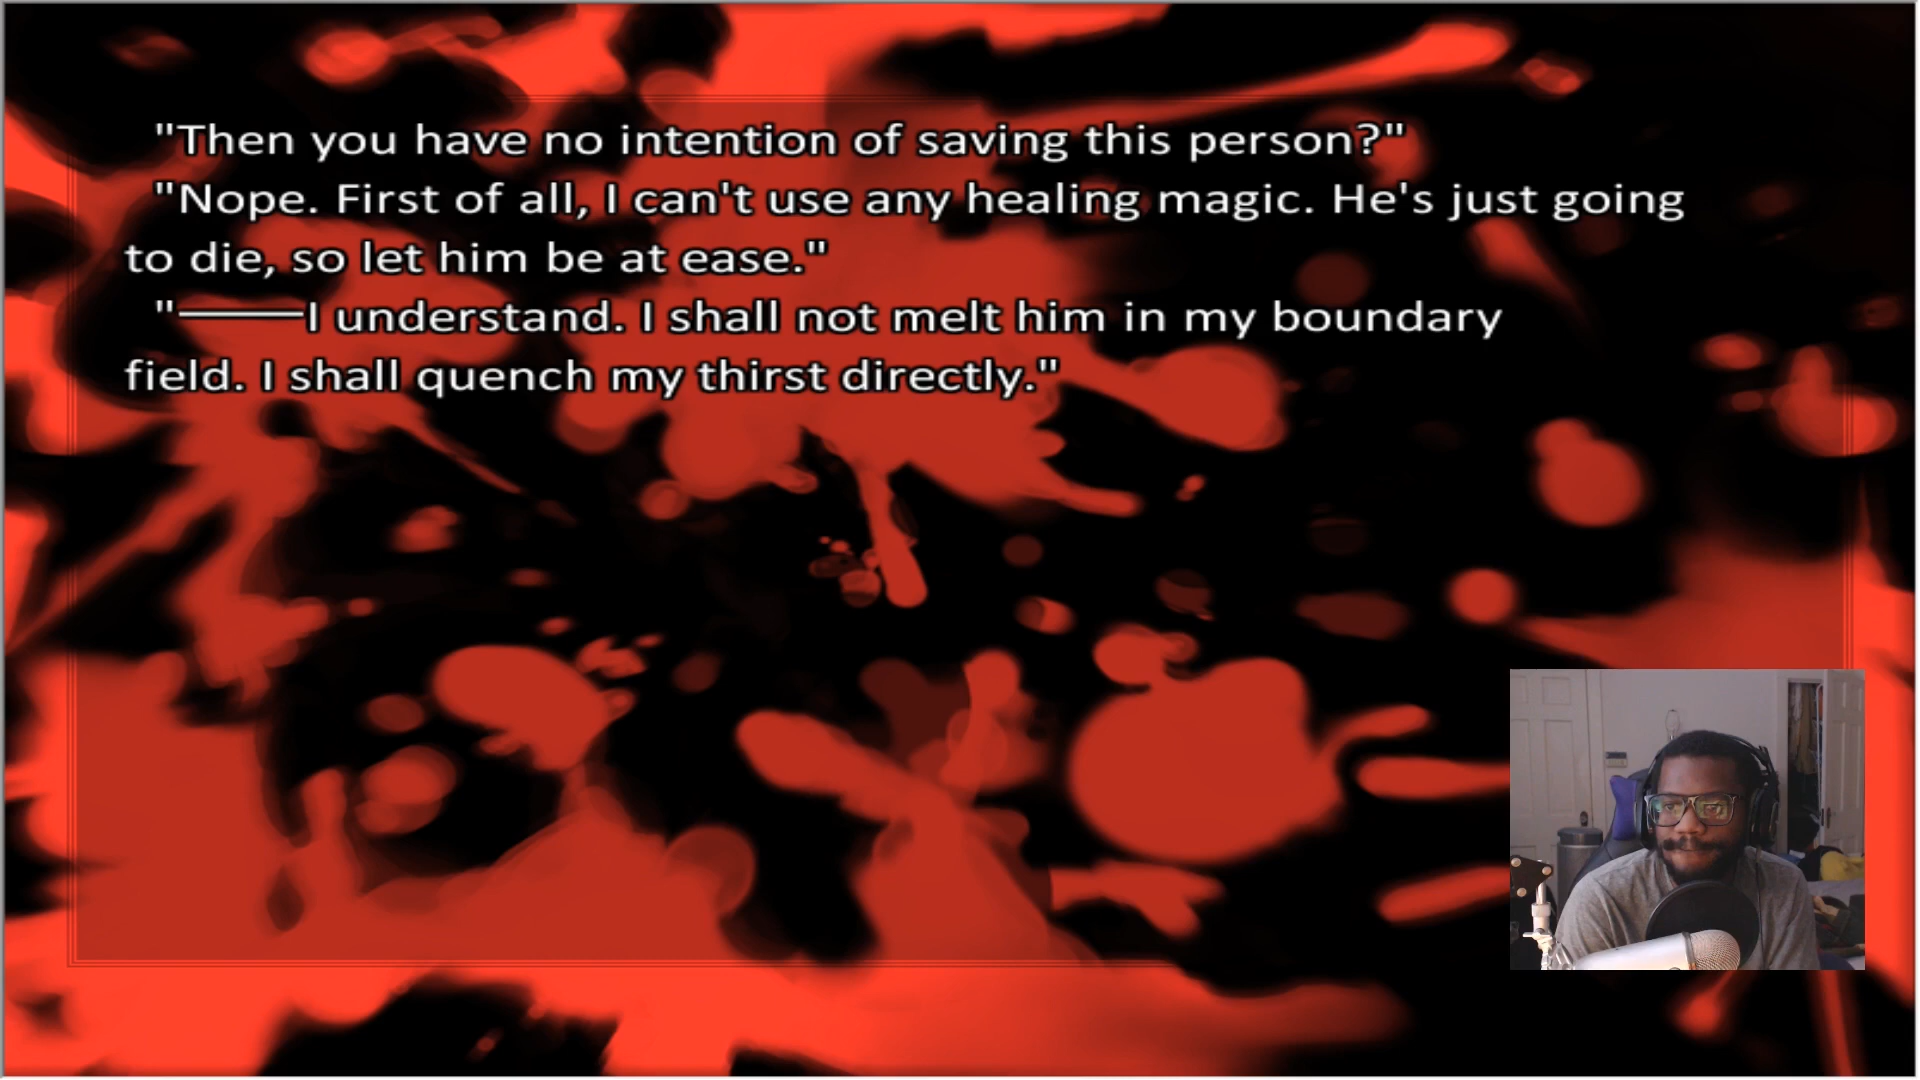 "Then you have no intention of saving this person?"
"Nope. First of all, I can't use any healing magic. He's just going
to die, so let him be at ease."
"———I understand. I shall not melt him in my boundary
field. I shall quench my thirst directly."